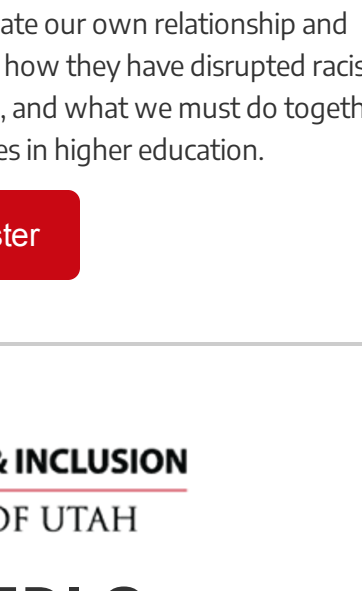 ate our own relationship and
how they have disrupted racis
, and what we must do togeth
es in higher education.
ster
& INCLUSION
OF UTAH